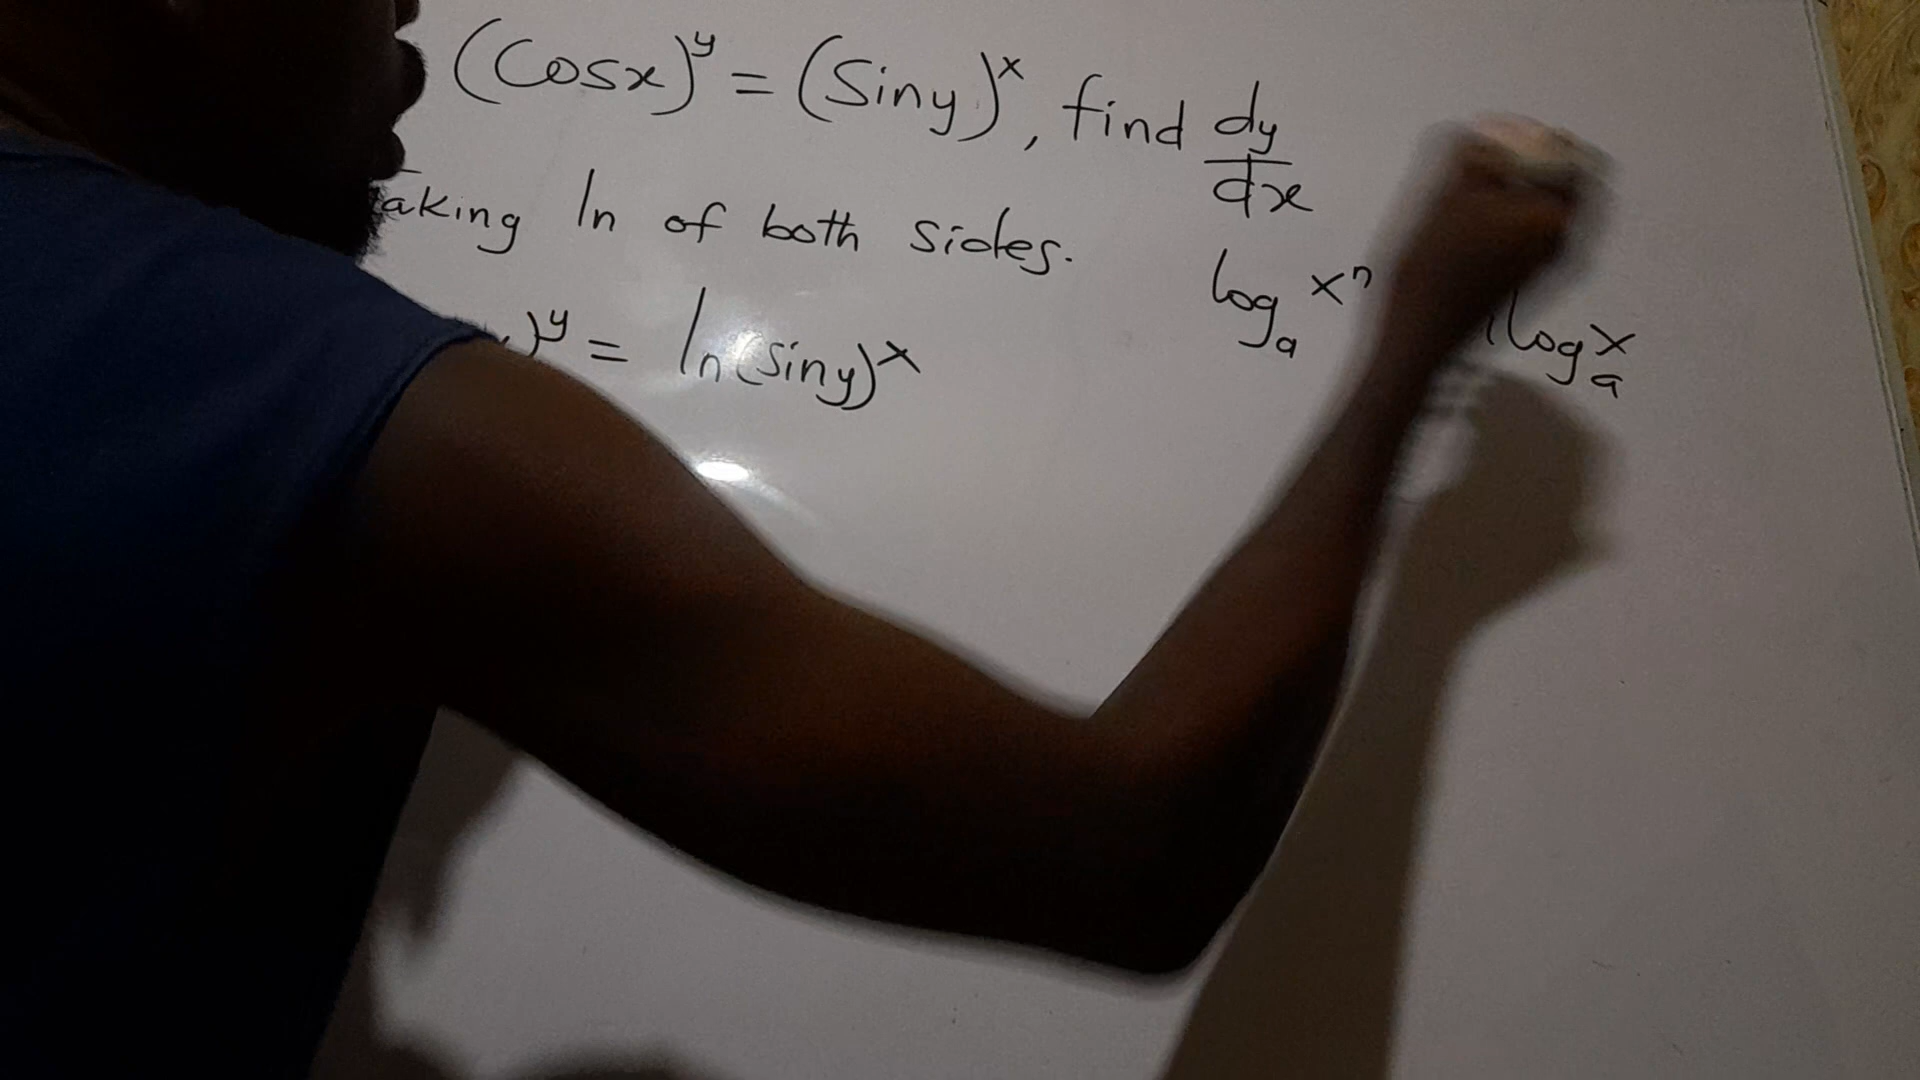 (Cosx)^y = (Siny)^x, find dy/dx
aking ln of both sides.
)^y = ln(siny)^x
log_a x^n
log_a x